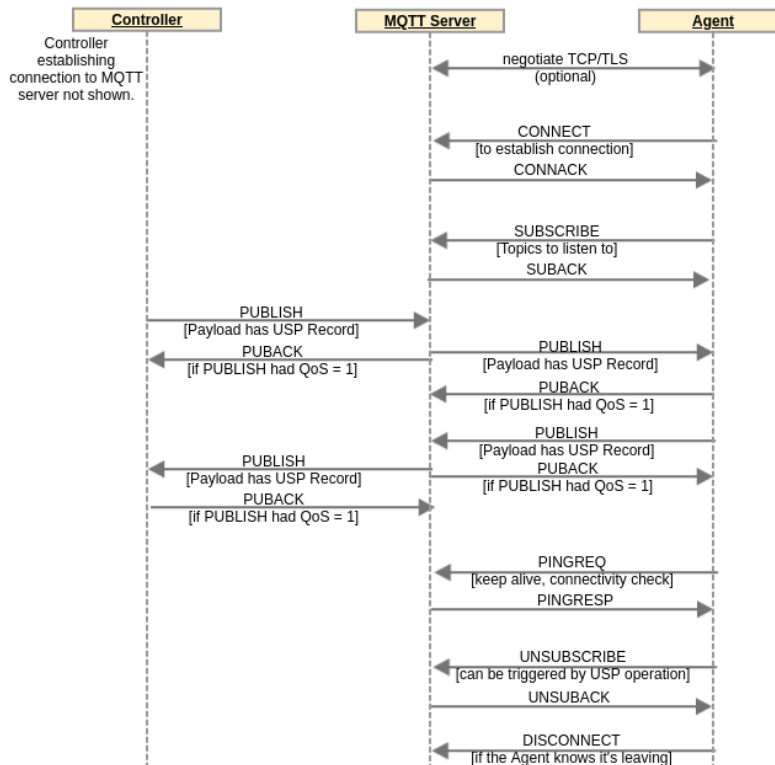 Controller
MQTT Server
Agent
Controller
establishing
connection to MQTT
server not shown.
negotiate TCP/TLS
(optional)
CONNECT
[to establish connection]
CONNACK
SUBSCRIBE
[Topics to listen to]
SUBACK
PUBLISH
[Payload has USP Record]
PUBACK
[if PUBLISH had QoS = 1]
PUBLISH
[Payload has USP Record]
PUBACK
[if PUBLISH had QoS = 1]
PUBLISH
[Payload has USP Record]
PUBLISH
[Payload has USP Record]
PUBACK
[if PUBLISH had QoS = 1]
PUBACK
[if PUBLISH had QoS = 1]
PINGREQ
[keep alive, connectivity check]
PINGRESP
UNSUBSCRIBE
[can be triggered by USP operation]
UNSUBACK
DISCONNECT
[if the Agent knows it's leaving]